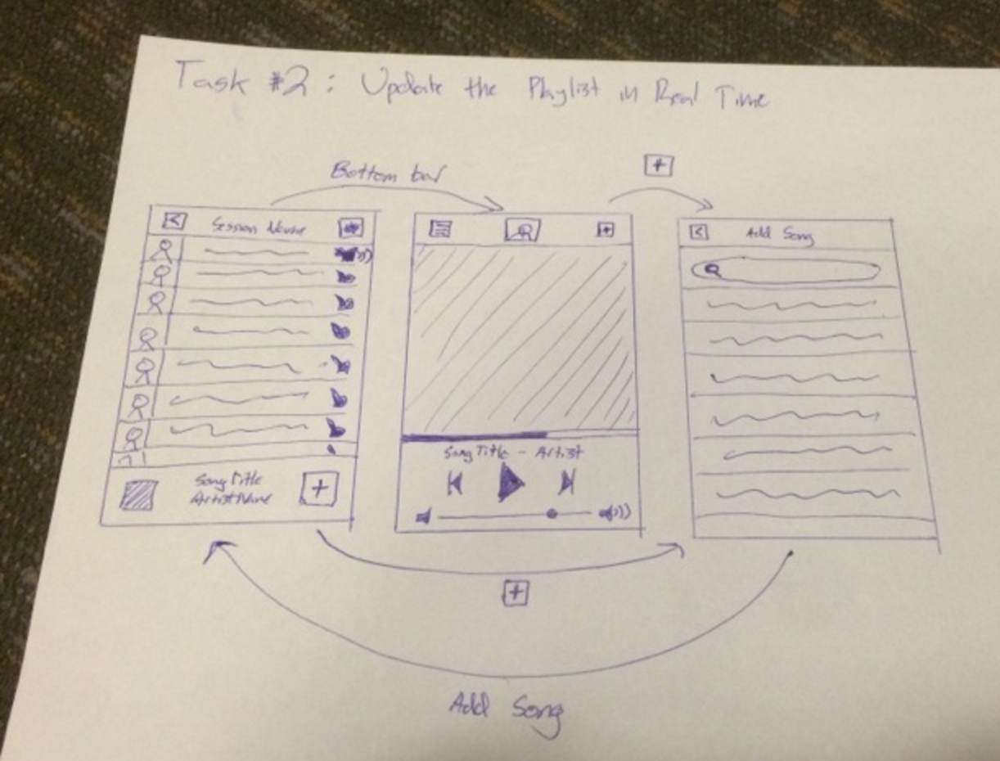 Task #2: Update the Playlist in Real Time
Bottom bar
+
< Session Name
+
< Add Song
Song Title - Artist
Song Title
Artist Name
+
+
Add Song